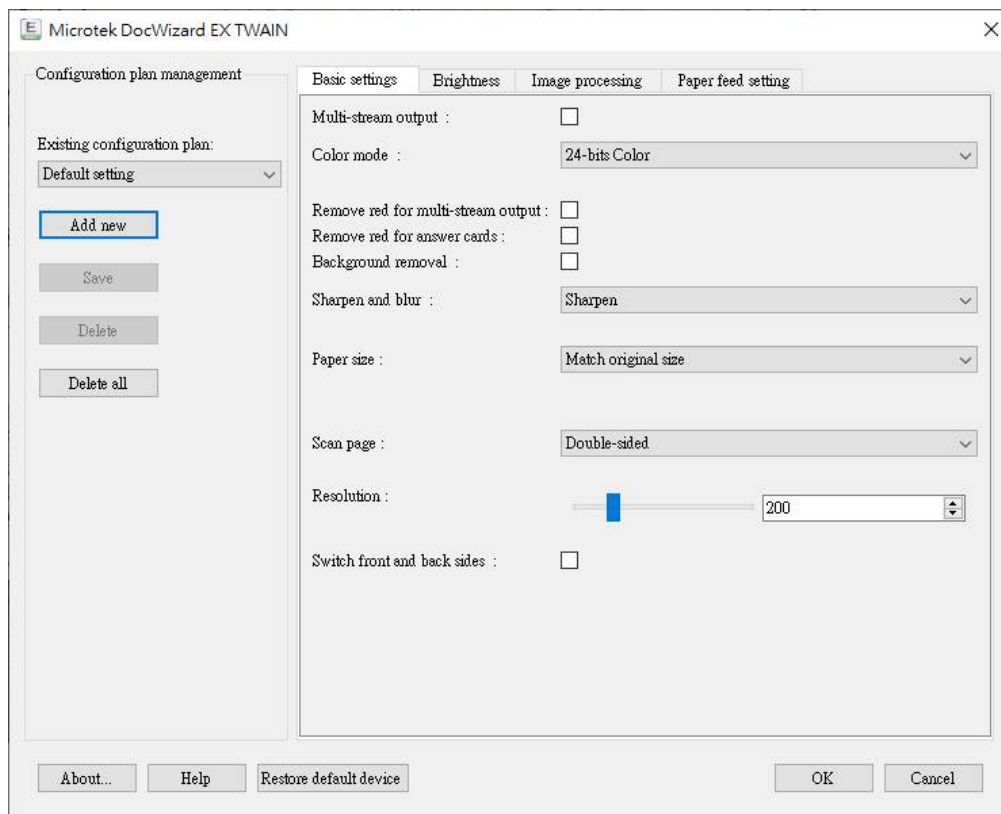 E Microtek DocWizard EX TWAIN
Configuration plan management
Existing configuration plan:
Default setting
Add new
Save
Delete
Delete all
Basic settings Brightness Image processing Paper feed setting
Multi-stream output :
Color mode : 24-bits Color
Remove red for multi-stream output :
Remove red for answer cards :
Background removal :
Sharpen and blur : Sharpen
Paper size : Match original size
Scan page : Double-sided
Resolution : 200
Switch front and back sides :
About... Help Restore default device OK Cancel